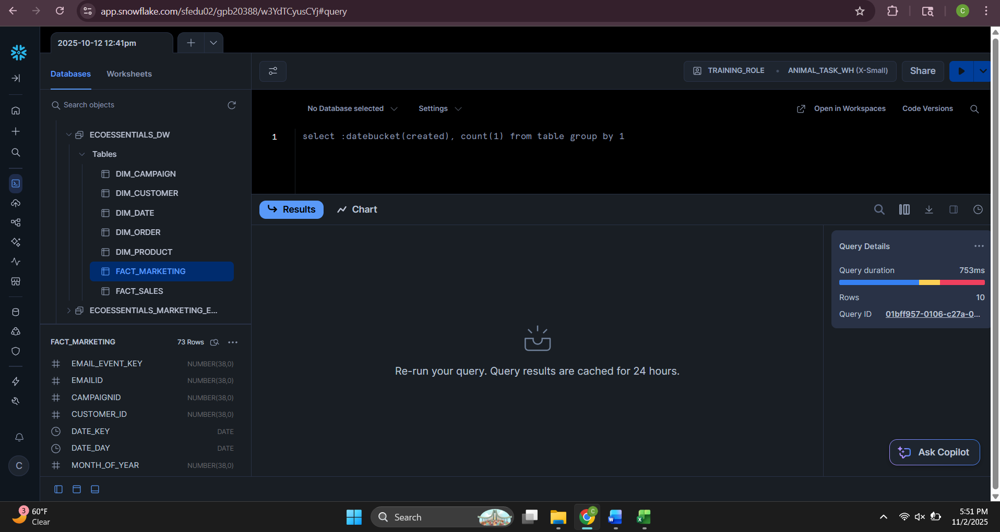 app.snowflake.com/sfedu02/gpb20388/w3YdTCyusCYj#query
C
2025-10-12 12:41pm
Databases
Worksheets
TRAINING_ROLE
ANIMAL_TASK_WH (X-Small)
Share
Search objects
No Database selected
Settings
Open in Workspaces
Code Versions
1
select :datebucket(created), count(1) from table group by 1
ECOESSENTIALS_DW
Tables
DIM_CAMPAIGN
DIM_CUSTOMER
DIM_DATE
DIM_ORDER
DIM_PRODUCT
FACT_MARKETING
FACT_SALES
ECOESSENTIALS_MARKETING_E...
Results
Chart
Query Details
Query duration
753ms
Rows
10
Query ID
01bff957-0106-c27a-0...
Re-run your query. Query results are cached for 24 hours.
FACT_MARKETING
73 Rows
EMAIL_EVENT_KEY
NUMBER(38,0)
EMAILID
NUMBER(38,0)
CAMPAIGNID
NUMBER(38,0)
CUSTOMER_ID
NUMBER(38,0)
DATE_KEY
DATE
DATE_DAY
DATE
MONTH_OF_YEAR
NUMBER(38,0)
C
Ask Copilot
3
60°F
Clear
Search
C
W
X
5:51 PM
11/2/2025